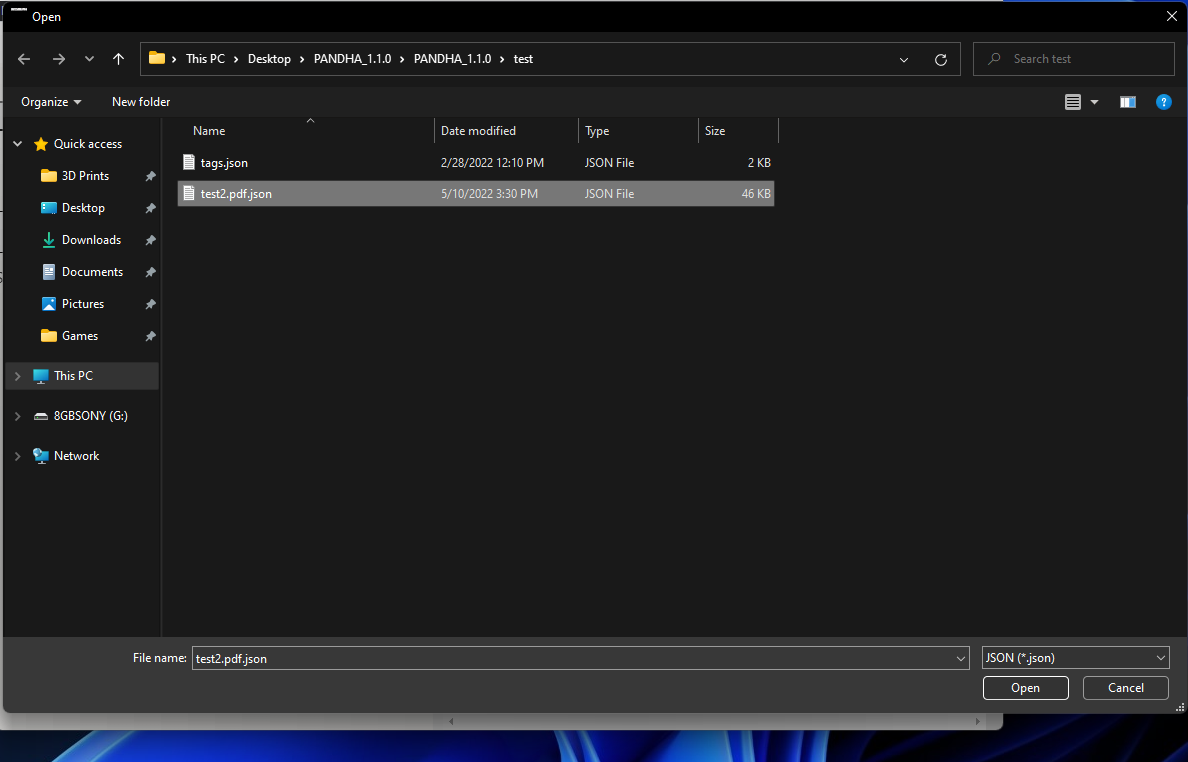 Open
This PC Desktop PANDHA_1.1.0 PANDHA_1.1.0 test
Search test
Organize New folder
Name Date modified Type Size
Quick access
3D Prints
Desktop
Downloads
Documents
Pictures
Games
This PC
8GBSONY (G:)
Network
tags.json 2/28/2022 12:10 PM JSON File 2 KB
test2.pdf.json 5/10/2022 3:30 PM JSON File 46 KB
File name: test2.pdf.json JSON (*.json)
Open Cancel